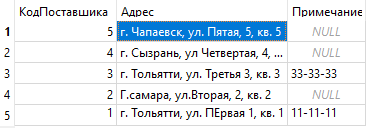 КодПоставшика Адрес Примечание
1 5 г. Чапаевск, ул. Пятая, 5, кв. 5 NULL
2 4 г. Сызрань, ул Четвертая, 4, ... NULL
3 3 г. Тольятти, ул. Третья 3, кв. 3 33-33-33
4 2 Г.самара, ул.Вторая, 2, кв. 2 NULL
5 1 г. Тольятти, ул. ПЕрвая 1, кв. 1 11-11-11